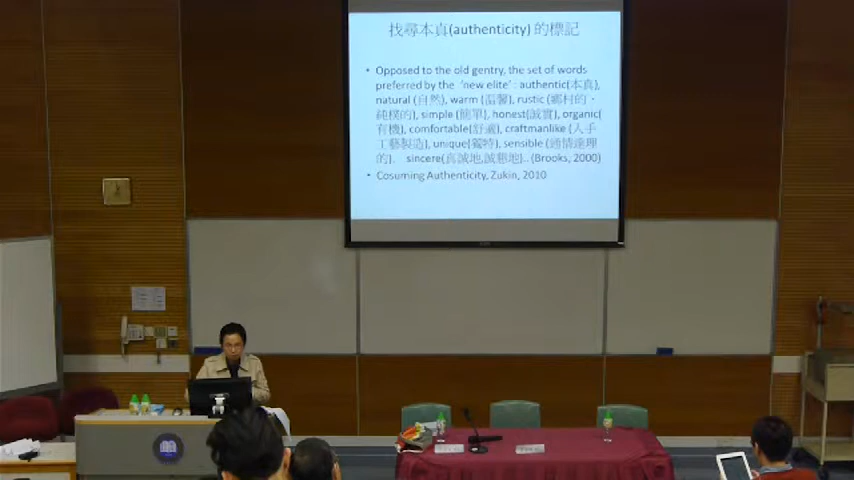 找尋本真(authenticity) 的標記
• Opposed to the old gentry, the set of words
preferred by the 'new elite' : authentic(本真),
natural (自然), warm (溫馨), rustic (鄉村的、
純樸的), simple (簡單), honest(誠實), organic(
有機), comfortable(舒適), craftmanlike (人手
工藝製造), unique(獨特), sensible (通情達理
的). sincere(真誠地,誠懇地).. (Brooks, 2000)
• Cosuming Authenticity, Zukin, 2010